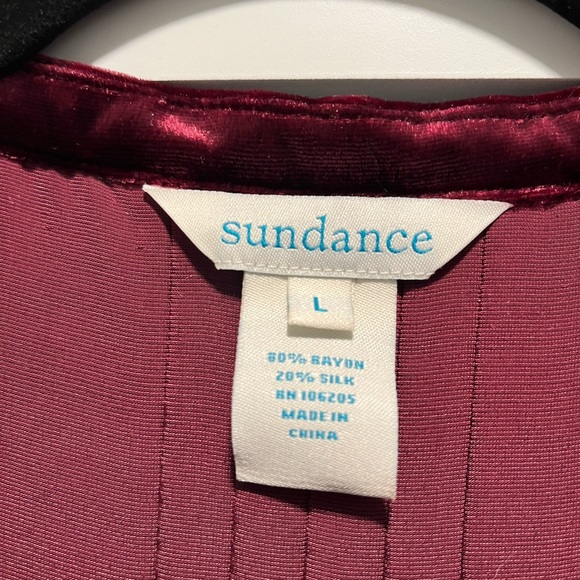 sundance
L
80% RAYON
20% SILK
RN 106205
MADE IN
CHINA